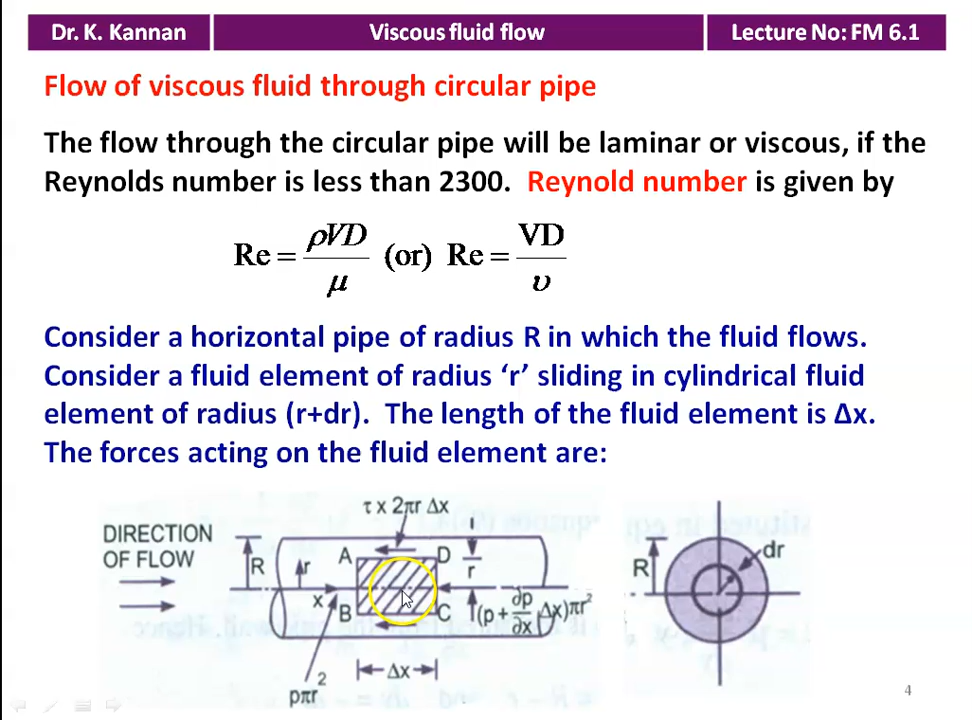 Dr. K. Kannan
Viscous fluid flow
Lecture No: FM 6.1
Flow of viscous fluid through circular pipe
The flow through the circular pipe will be laminar or viscous, if the
Reynolds number is less than 2300. Reynold number is given by
Re = ρVD/μ (or) Re = VD/υ
Consider a horizontal pipe of radius R in which the fluid flows.
Consider a fluid element of radius ‘r’ sliding in cylindrical fluid
element of radius (r+dr). The length of the fluid element is Δx.
The forces acting on the fluid element are:
τ x 2πr Δx
DIRECTION
OF FLOW
R
r
A
D
r
x
B
C
(p+∂p/∂x Δx)πr²
Δx
pπr²
R
dr
r
4